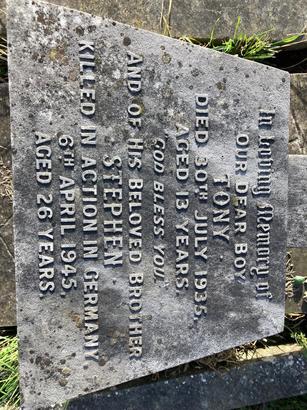 In Loving Memory of
OUR DEAR BOY,
TONY
DIED 30TH JULY 1935,
AGED 13 YEARS.
"GOD BLESS YOU."
AND OF HIS BELOVED BROTHER
STEPHEN
KILLED IN ACTION IN GERMANY
6TH APRIL 1945,
AGED 26 YEARS.